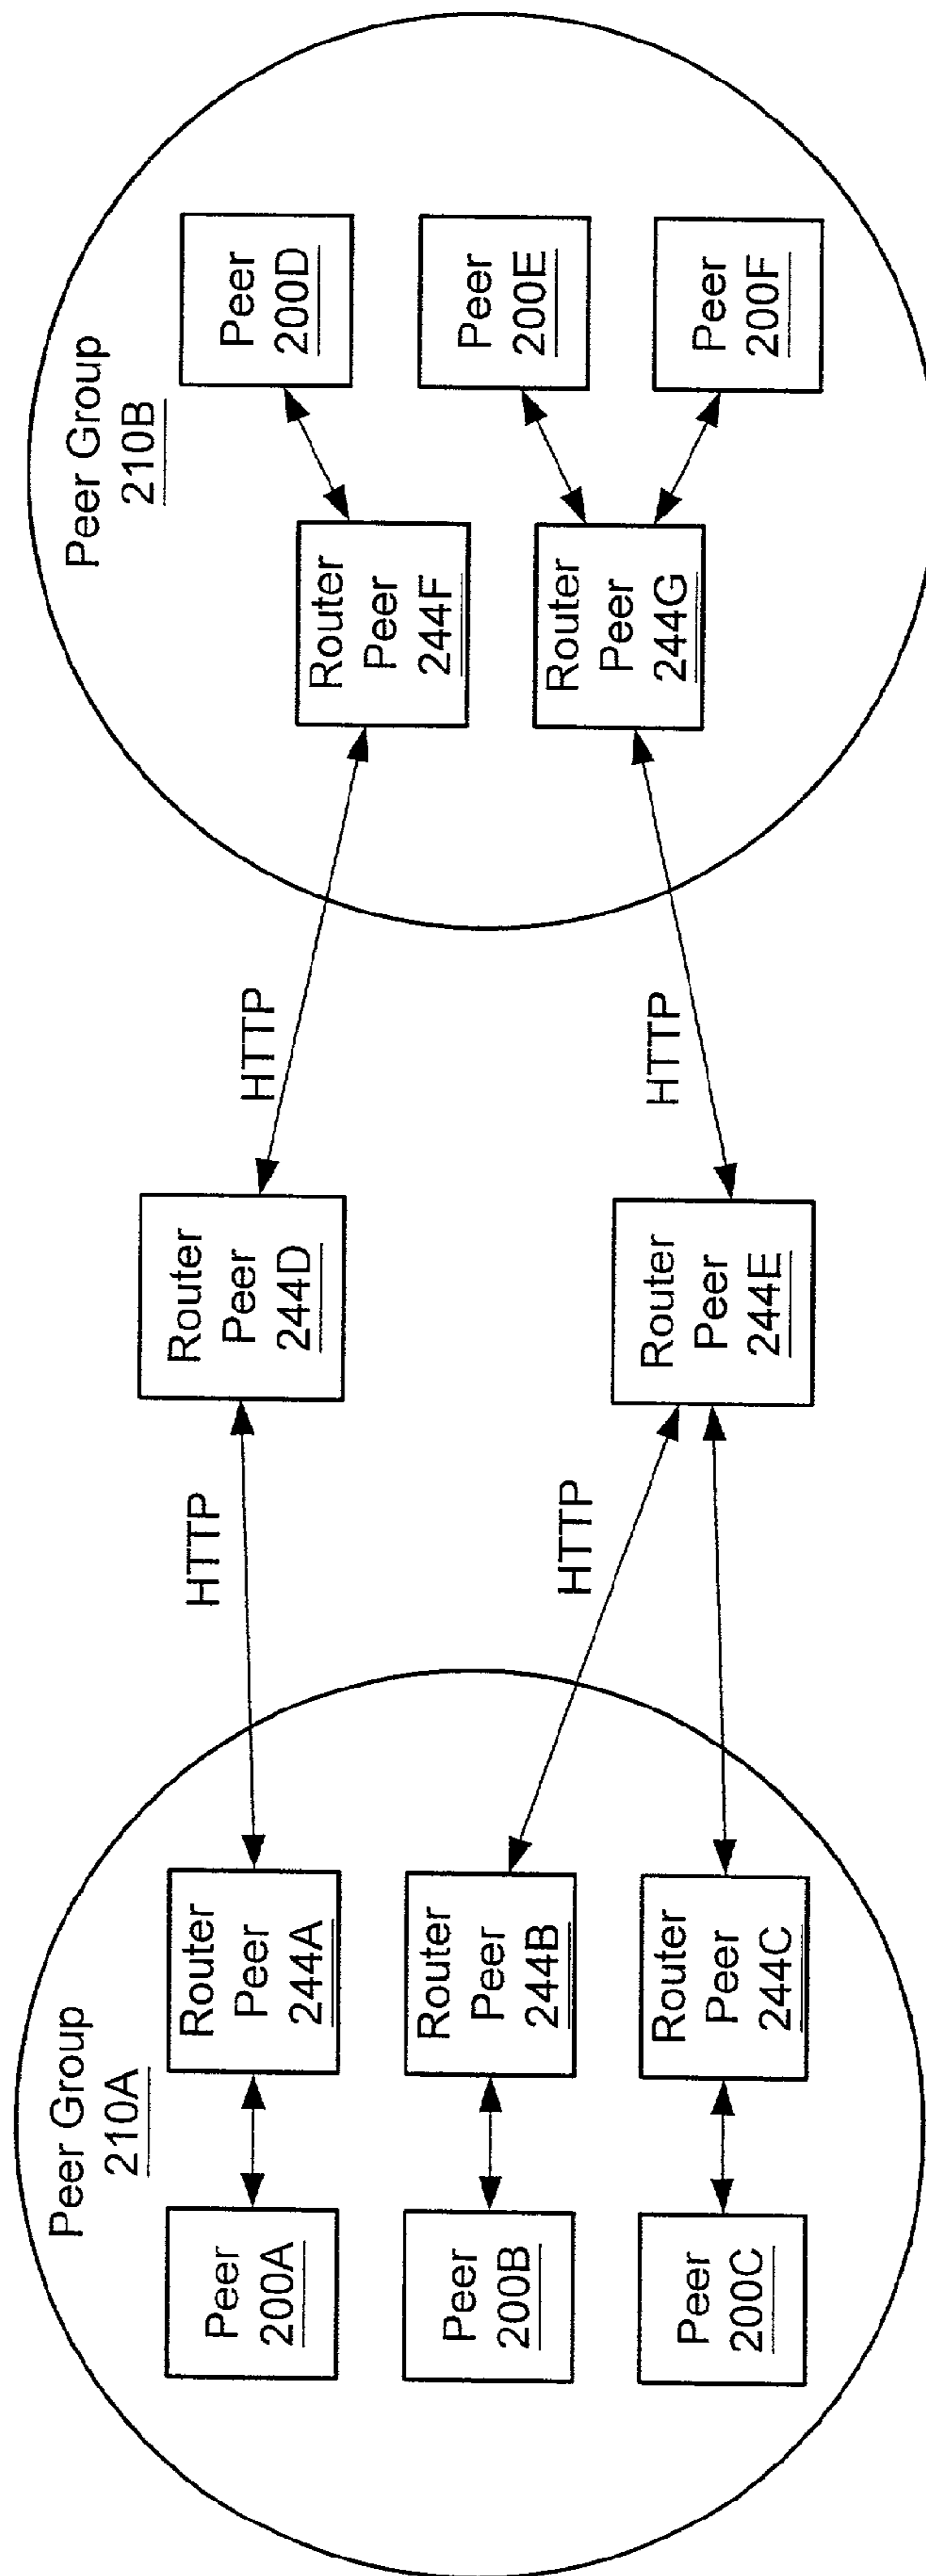 Peer Group
210A
Peer
200A
Router
Peer
244A
Peer
200B
Router
Peer
244B
Peer
200C
Router
Peer
244C
HTTP
HTTP
Router
Peer
244D
Router
Peer
244E
HTTP
HTTP
Peer Group
210B
Router
Peer
244F
Router
Peer
244G
Peer
200D
Peer
200E
Peer
200F